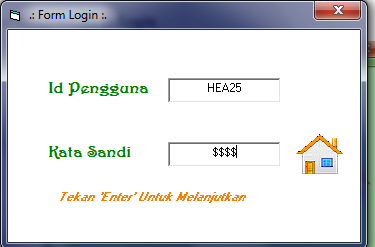 .: Form Login :.
Id Pengguna HEA25
Kata Sandi $$$$
Tekan 'Enter' Untuk Melanjutkan